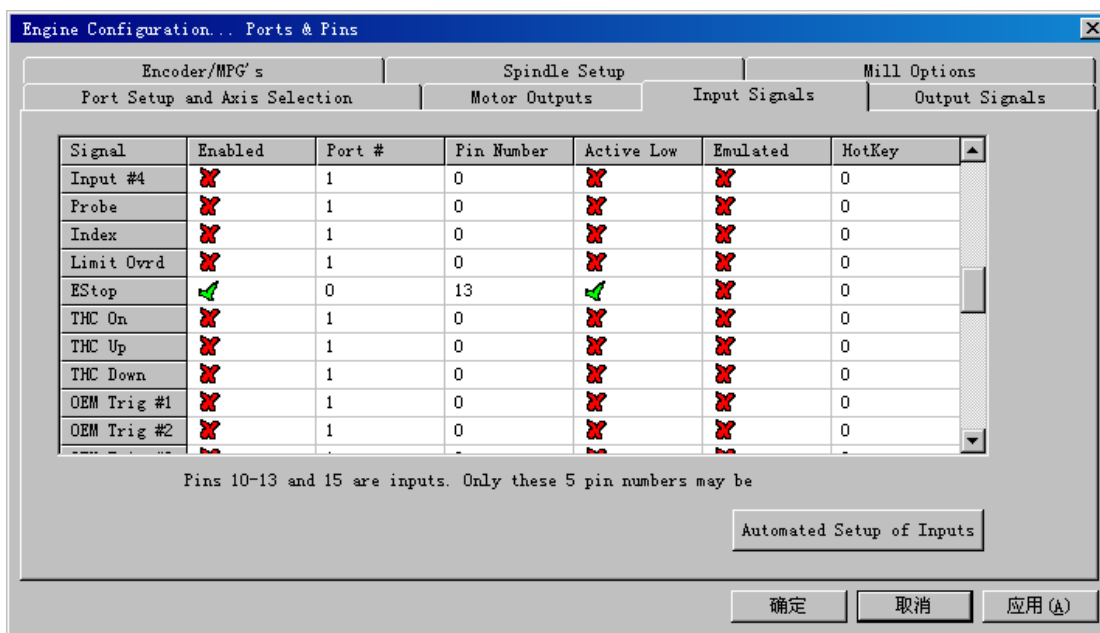 Engine Configuration... Ports & Pins
Encoder/MPG's Spindle Setup Mill Options
Port Setup and Axis Selection Motor Outputs Input Signals Output Signals
Signal Enabled Port # Pin Number Active Low Emulated HotKey
Input #4 1 0 0
Probe 1 0 0
Index 1 0 0
Limit Ovrd 1 0 0
EStop 0 13 0
THC On 1 0 0
THC Up 1 0 0
THC Down 1 0 0
OEM Trig #1 1 0 0
OEM Trig #2 1 0 0
Pins 10-13 and 15 are inputs. Only these 5 pin numbers may be
Automated Setup of Inputs
确定 取消 应用(A)